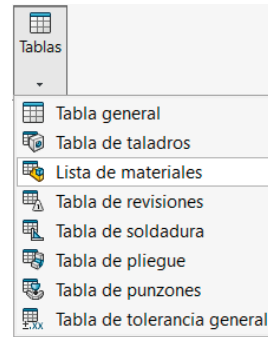 Tablas
Tabla general
Tabla de taladros
Lista de materiales
Tabla de revisiones
Tabla de soldadura
Tabla de pliegue
Tabla de punzones
±.xx Tabla de tolerancia general